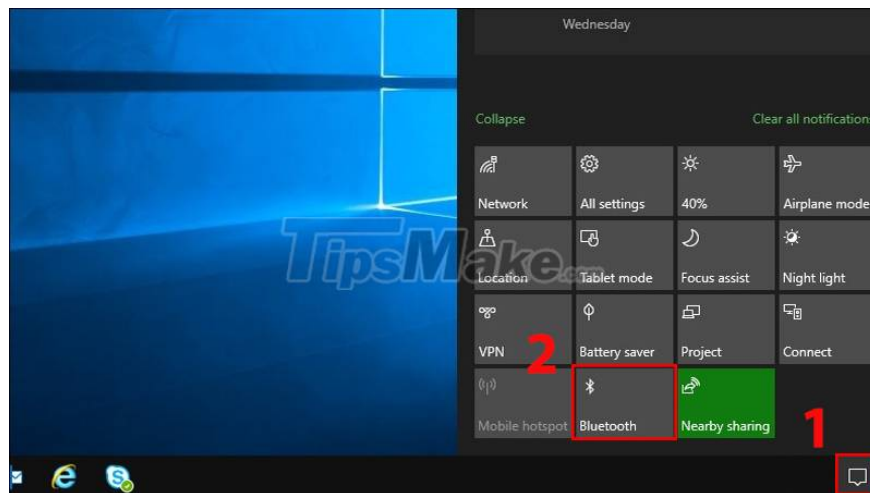 Wednesday
Collapse
Clear all notifications
Network
All settings
40%
Airplane mode
TipsMake.com
Location
Tablet mode
Focus assist
Night light
VPN
Battery saver
Project
Connect
2
Mobile hotspot
Bluetooth
Nearby sharing
1